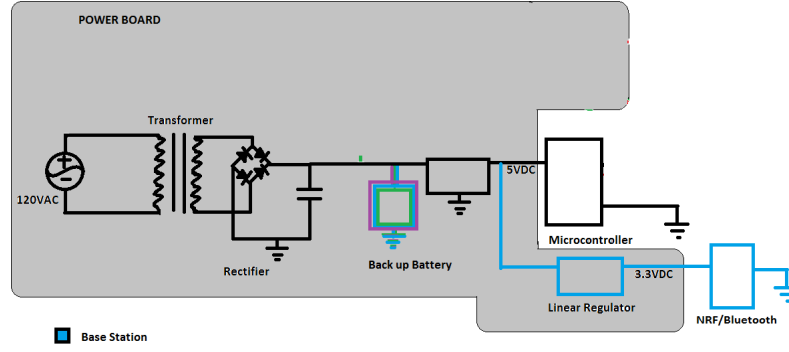 POWER BOARD
Transformer
120VAC
5VDC
Microcontroller
Rectifier
Back up Battery
3.3VDC
Linear Regulator
NRF/Bluetooth
Base Station